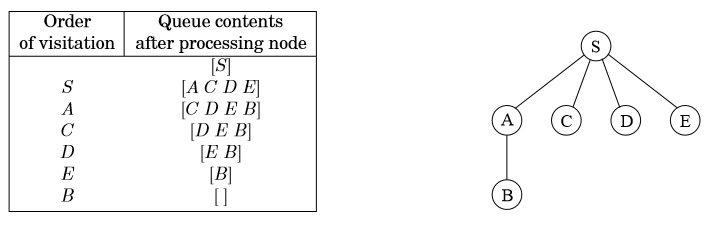 Order Queue contents
of visitation after processing node
[S]
S [A C D E]
A [C D E B]
C [D E B]
D [E B]
E [B]
B [ ]
S
A C D E
B